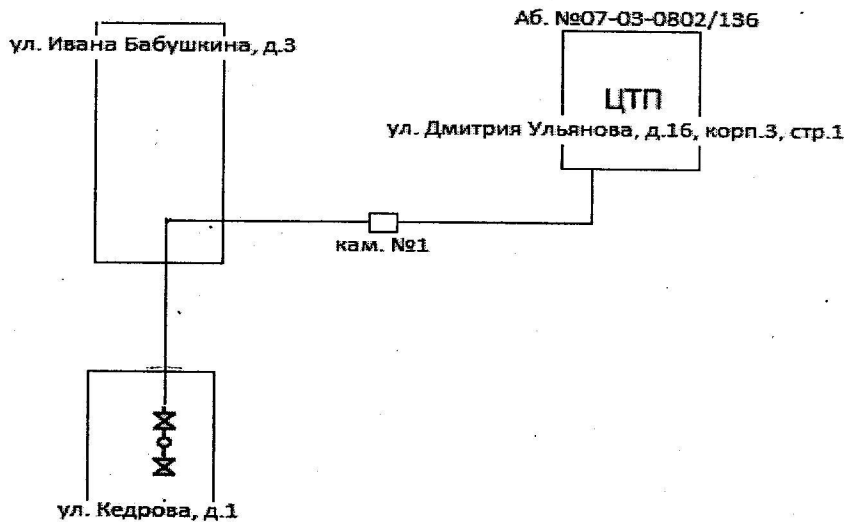 Аб. №07-03-0802/136
ул. Ивана Бабушкина, д.3
ЦТП
ул. Дмитрия Ульянова, д.16, корп.3, стр.1
кам. №1
ул. Кедрова, д.1